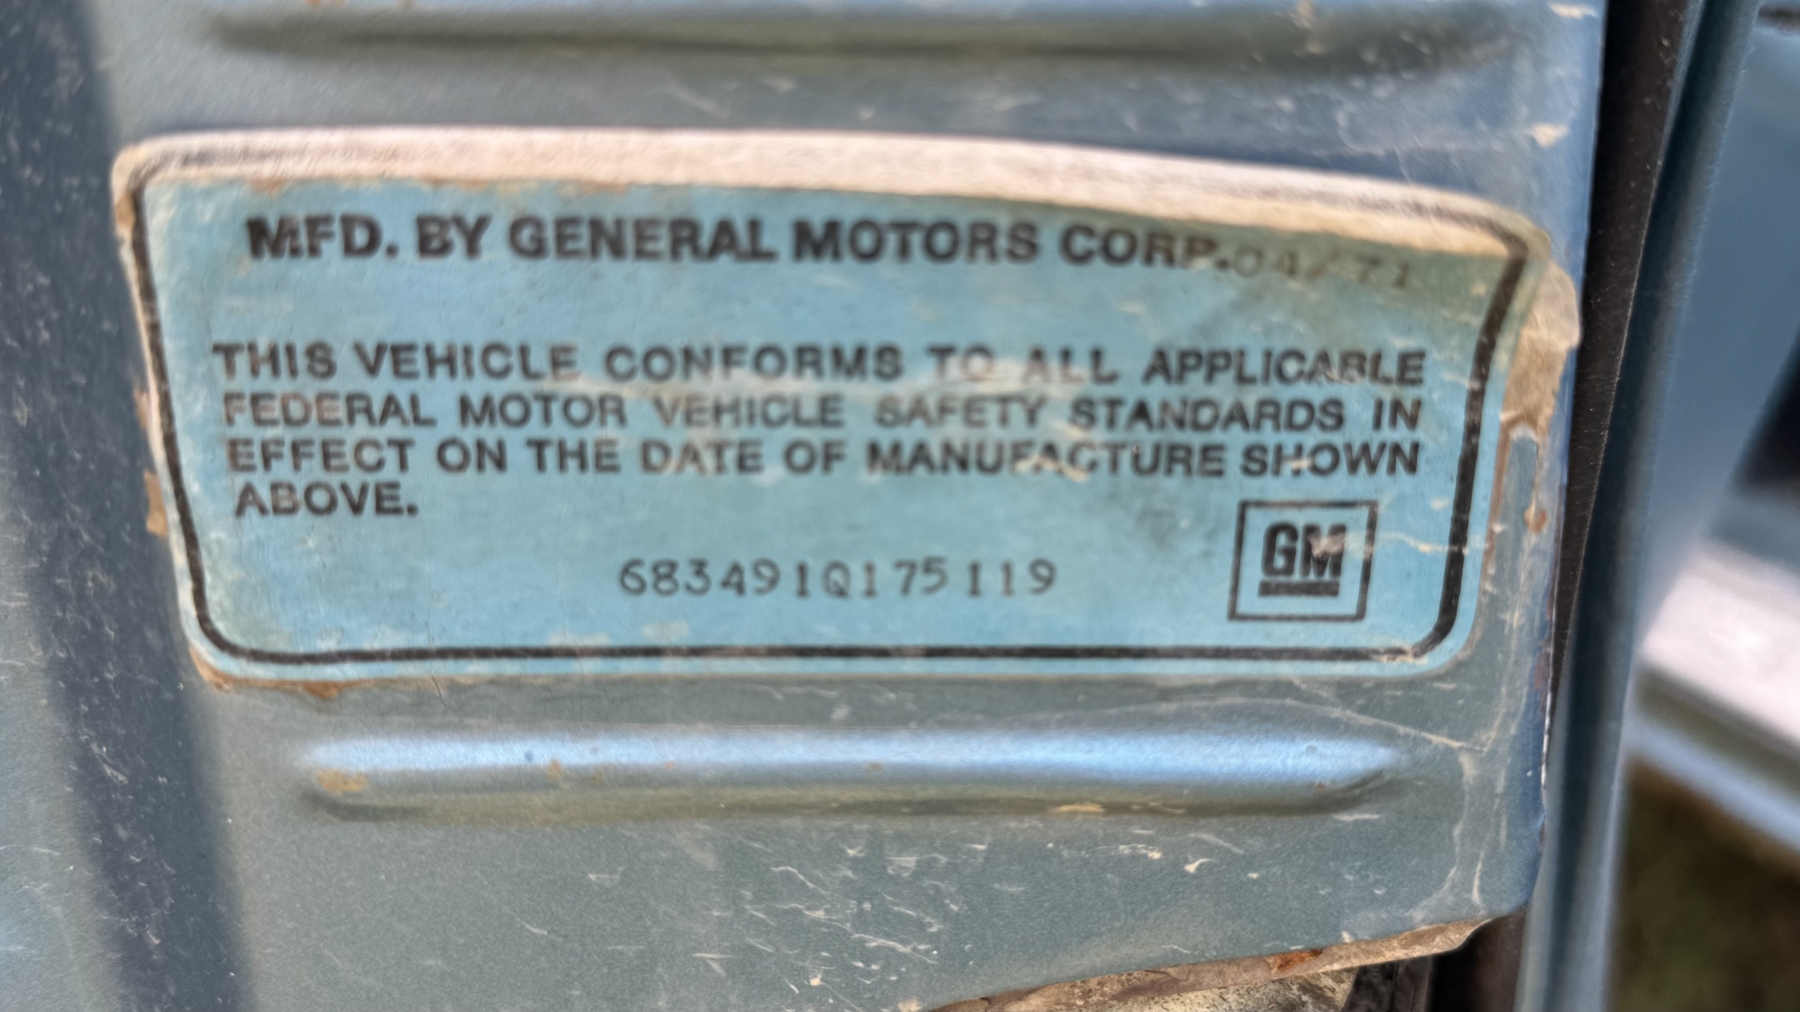 MFD. BY GENERAL MOTORS CORP. 04/71
THIS VEHICLE CONFORMS TO ALL APPLICABLE
FEDERAL MOTOR VEHICLE SAFETY STANDARDS IN
EFFECT ON THE DATE OF MANUFACTURE SHOWN
ABOVE.
683491Q175119
GM